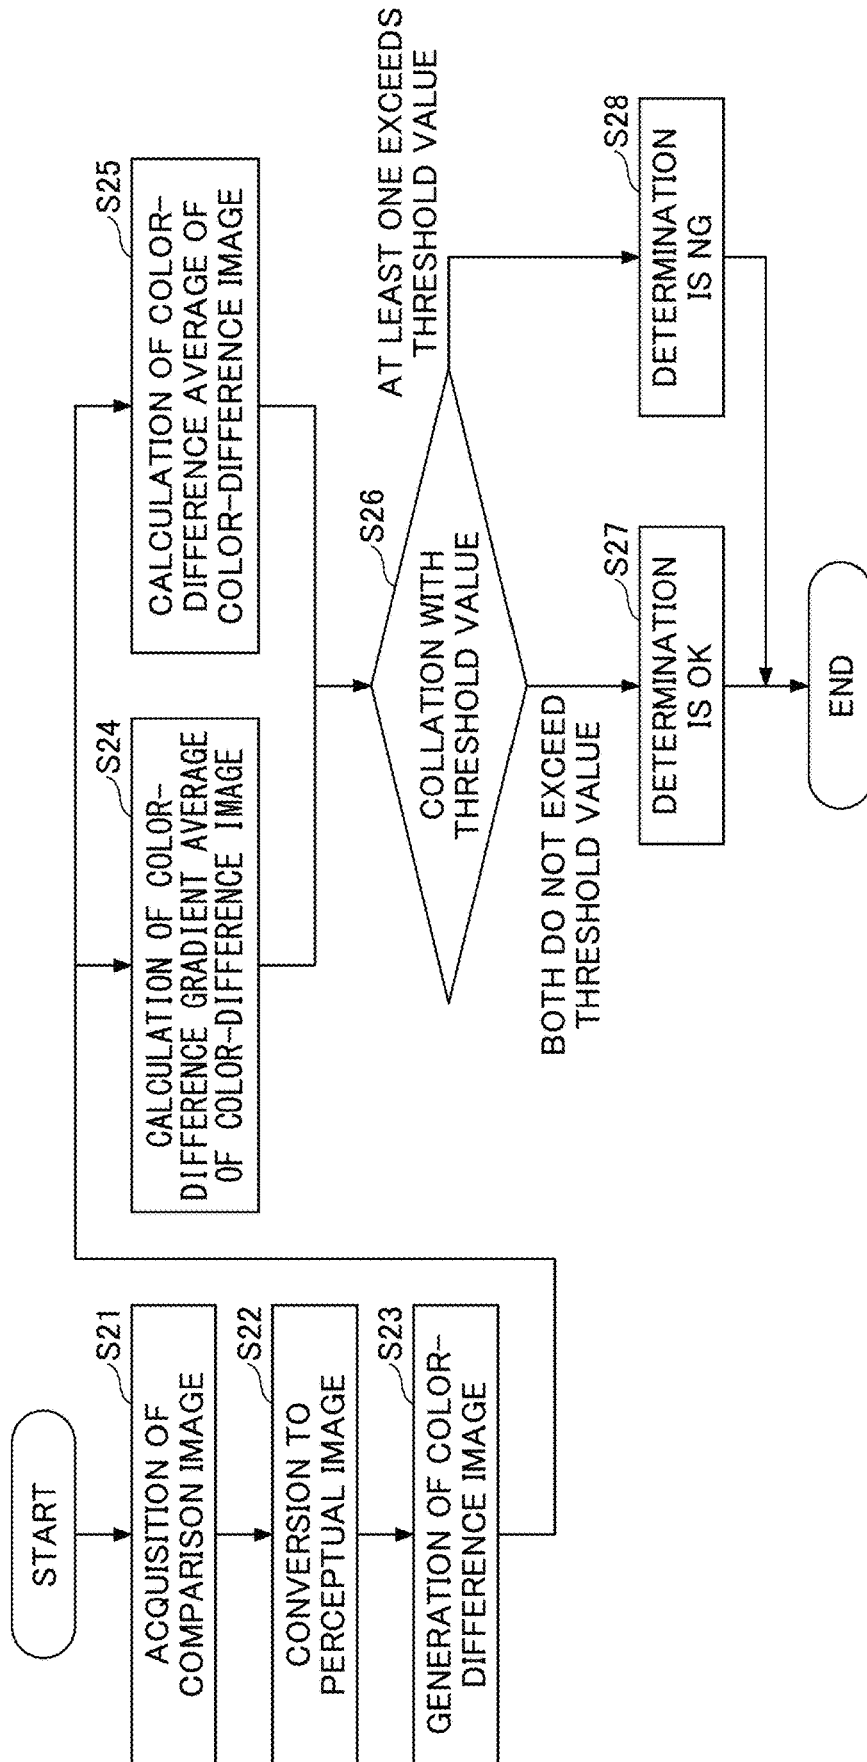 START
S21
ACQUISITION OF
COMPARISON IMAGE
S22
CONVERSION TO
PERCEPTUAL IMAGE
S23
GENERATION OF COLOR-
DIFFERENCE IMAGE
S24
CALCULATION OF COLOR-
DIFFERENCE GRADIENT AVERAGE
OF COLOR-DIFFERENCE IMAGE
S25
CALCULATION OF COLOR-
DIFFERENCE AVERAGE OF
COLOR-DIFFERENCE IMAGE
S26
COLLATION WITH
THRESHOLD VALUE
AT LEAST ONE EXCEEDS
THRESHOLD VALUE
BOTH DO NOT EXCEED
THRESHOLD VALUE
S27
DETERMINATION
IS OK
S28
DETERMINATION
IS NG
END